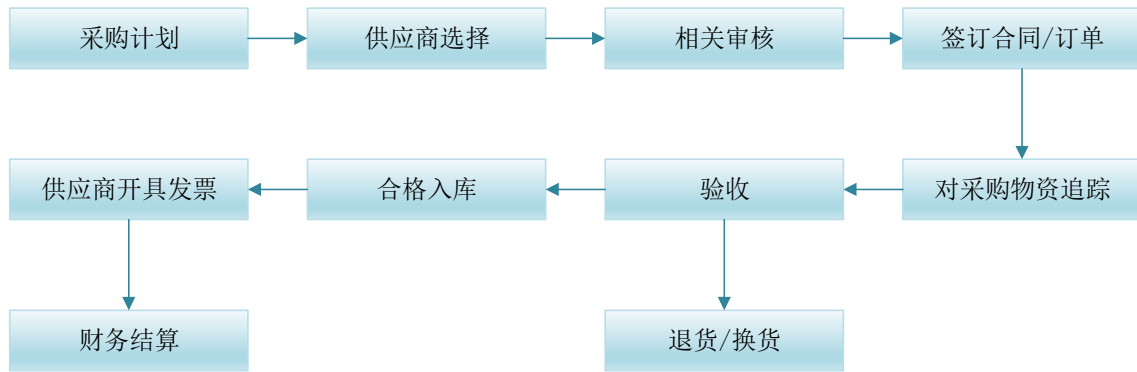 采购计划
供应商选择
相关审核
签订合同/订单
供应商开具发票
合格入库
验收
对采购物资追踪
财务结算
退货/换货